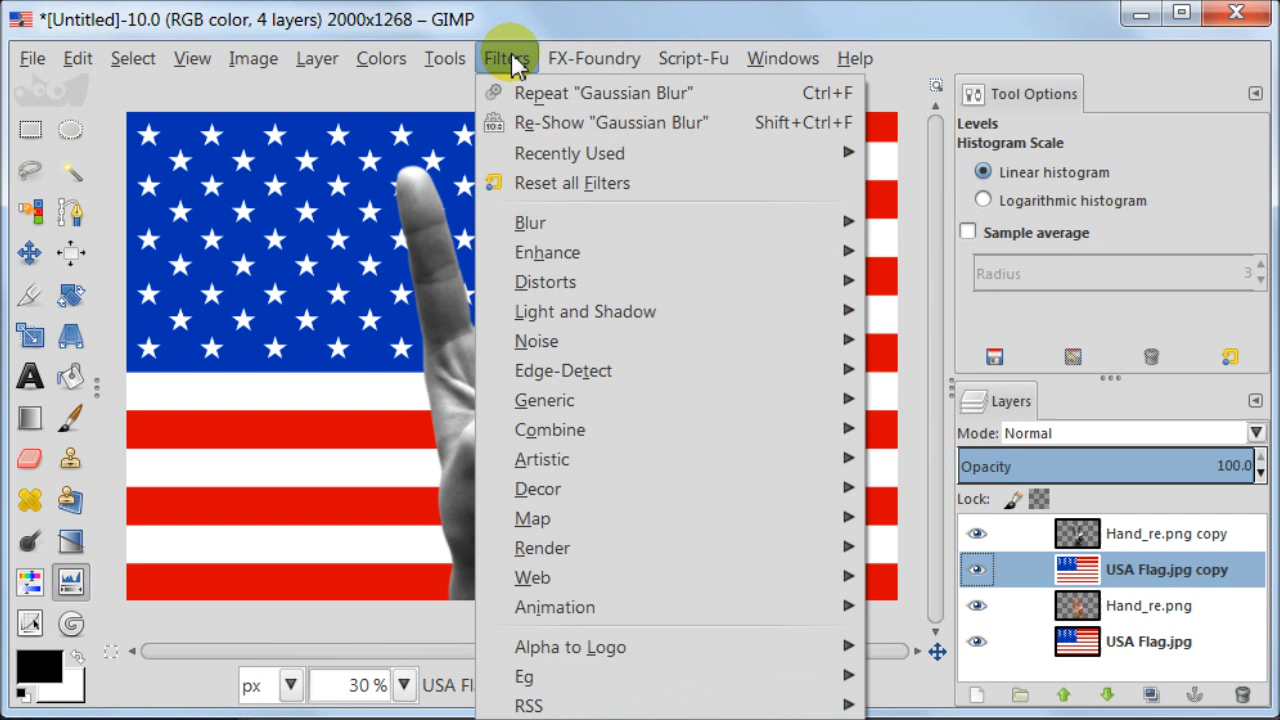 *[Untitled]-10.0 (RGB color, 4 layers) 2000x1268 – GIMP
File Edit Select View Image Layer Colors Tools Filters FX-Foundry Script-Fu Windows Help
Repeat "Gaussian Blur" Ctrl+F
Re-Show "Gaussian Blur" Shift+Ctrl+F
Recently Used
Reset all Filters
Blur
Enhance
Distorts
Light and Shadow
Noise
Edge-Detect
Generic
Combine
Artistic
Decor
Map
Render
Web
Animation
Alpha to Logo
Eg
RSS
Tool Options
Levels
Histogram Scale
Linear histogram
Logarithmic histogram
Sample average
Radius 3
Layers
Mode: Normal
Opacity 100.0
Lock:
Hand_re.png copy
USA Flag.jpg copy
Hand_re.png
USA Flag.jpg
px 30 % USA Fl